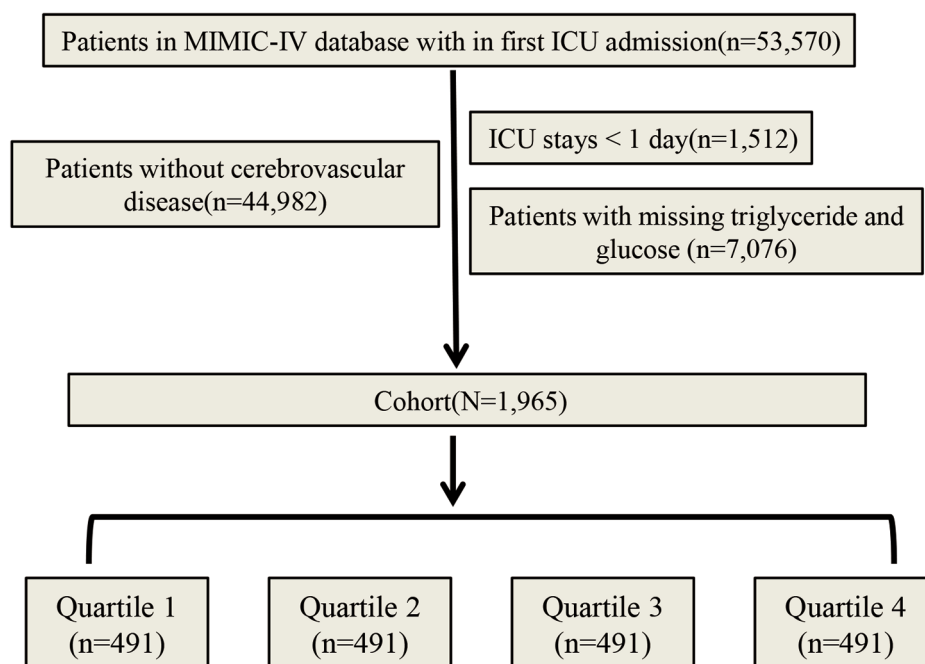 Patients in MIMIC-IV database with in first ICU admission(n=53,570)
ICU stays < 1 day(n=1,512)
Patients without cerebrovascular
disease(n=44,982)
Patients with missing triglyceride and
glucose (n=7,076)
Cohort(N=1,965)
Quartile 1
(n=491)
Quartile 2
(n=491)
Quartile 3
(n=491)
Quartile 4
(n=491)